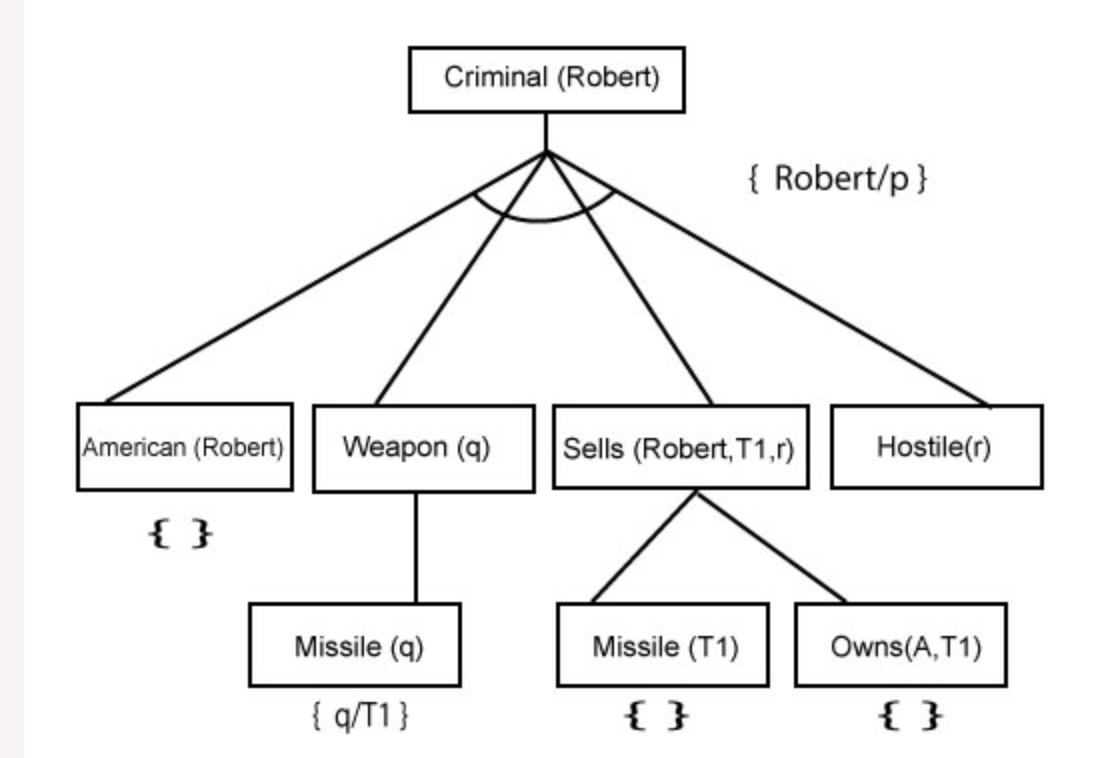 Criminal (Robert)
{ Robert/p }
American (Robert)
Weapon (q)
Sells (Robert,T1,r)
Hostile(r)
{ }
Missile (q)
Missile (T1)
Owns(A,T1)
{ q/T1 }
{ }
{ }